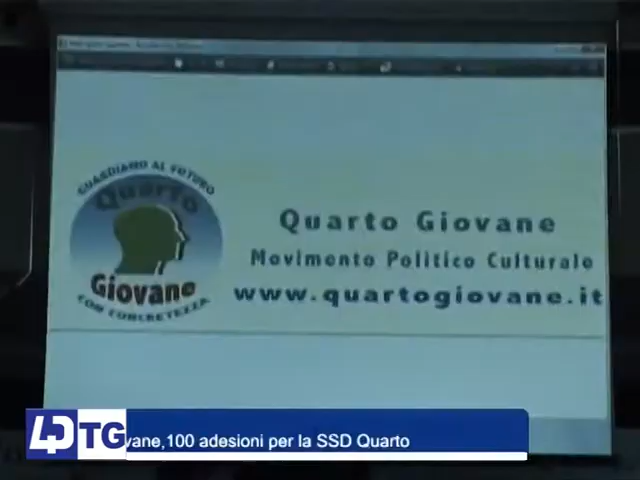 GUARDIAMO AL FUTURO
Quarto
Giovane
CON CONCRETEZZA
Quarto Giovane
Movimento Politico Culturale
www.quartogiovane.it
TG
vane,100 adesioni per la SSD Quarto